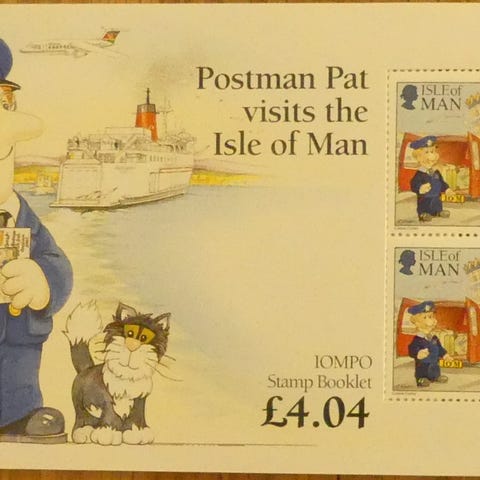 Postman Pat
visits the
Isle of Man
IOMPO
Stamp Booklet
£4.04
ISLE of
MAN
ISLE of
MAN